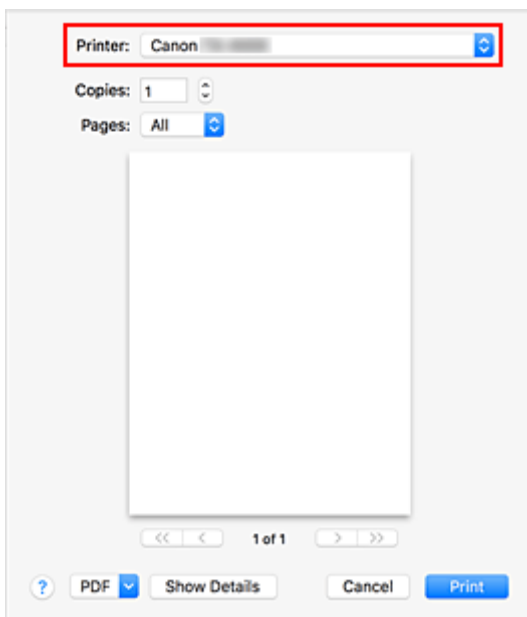 Printer: Canon
Copies: 1
Pages: All
<< < 1 of 1 > >>
? PDF Show Details Cancel Print